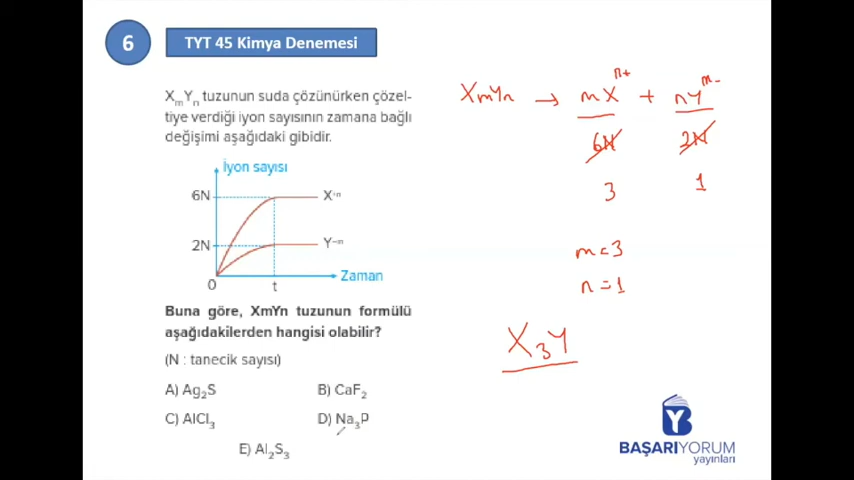 6
TYT 45 Kimya Denemesi
XₘYₙ tuzunun suda çözünürken çözel-
tiye verdiği iyon sayısının zamana bağlı
değişimi aşağıdaki gibidir.
İyon sayısı
6N
X⁺ⁿ
2N
Y⁻ᵐ
0
t
Zaman
Buna göre, XmYn tuzunun formülü
aşağıdakilerden hangisi olabilir?
(N : tanecik sayısı)
A) Ag₂S
B) CaF₂
C) AlCl₃
D) Na₃P
E) Al₂S₃
XmYn → mXⁿ⁺ + nYᵐ⁻
6N 2N
3 1
m = 3
n = 1
X₃Y
BAŞARIYORUM
yayınları